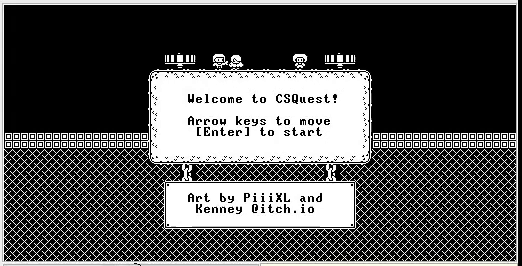 Welcome to CSQuest!
Arrow keys to move
[Enter] to start
Art by PiiiXL and
Kenney @itch.io